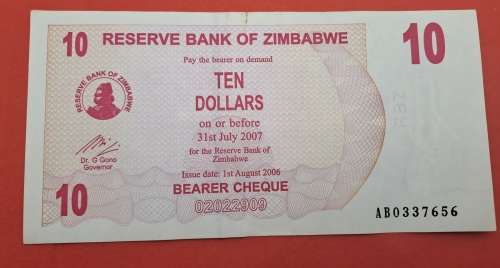 10 RESERVE BANK OF ZIMBABWE 10
Pay the bearer on demand
RESERVE BANK OF ZIMBABWE
TEN
DOLLARS
on or before
31st July 2007
for the Reserve Bank of
Zimbabwe
Dr. G Gono
Governor
Issue date: 1st August 2006
10 BEARER CHEQUE
02022909
AB0337656